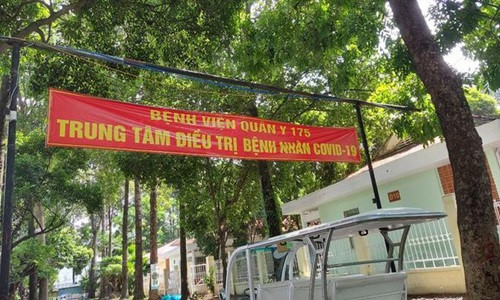 BỆNH VIỆN QUÂN Y 175
TRUNG TÂM ĐIỀU TRỊ BỆNH NHÂN COVID-19